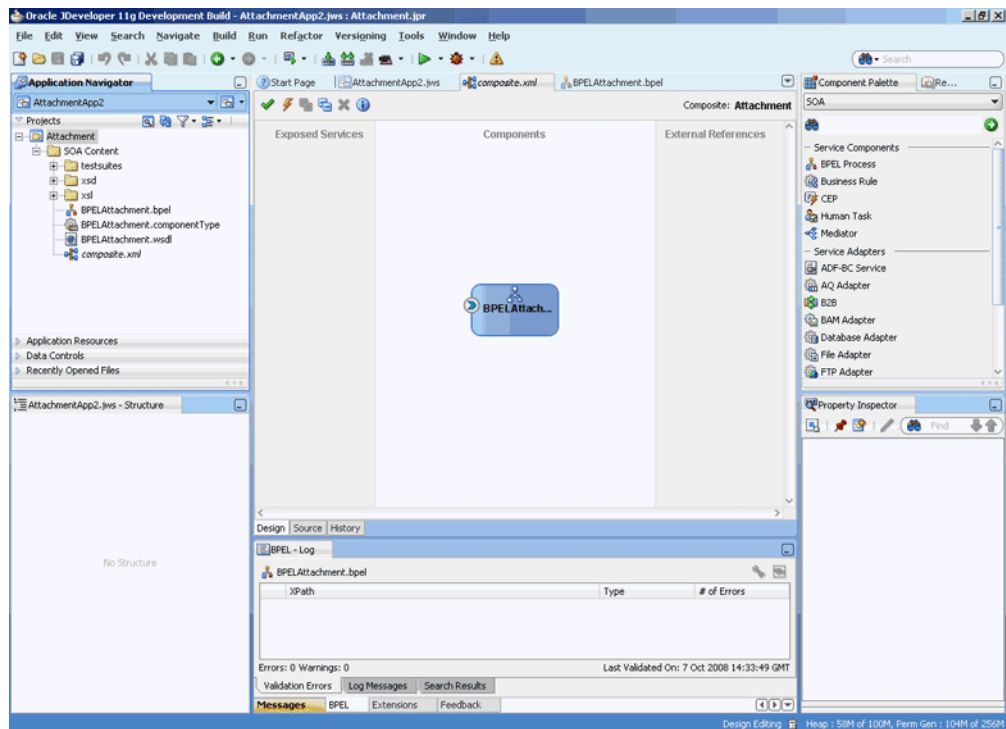 Oracle JDeveloper 11g Development Build - AttachmentApp2.jws : Attachment.jpr
File Edit View Search Navigate Build Run Refactor Versioning Tools Window Help
Search
Application Navigator
AttachmentApp2
Projects
Attachment
SOA Content
testsuites
xsd
xsl
BPELAttachment.bpel
BPELAttachment.componentType
BPELAttachment.wsdl
composite.xml
Application Resources
Data Controls
Recently Opened Files
AttachmentApp2.jws - Structure
No Structure
Start Page AttachmentApp2.jws composite.xml BPELAttachment.bpel
Composite: Attachment
Exposed Services Components External References
BPELAttach...
Design Source History
BPEL - Log
BPELAttachment.bpel
XPath Type # of Errors
Errors: 0 Warnings: 0 Last Validated On: 7 Oct 2008 14:33:49 GMT
Validation Errors Log Messages Search Results
Messages BPEL Extensions Feedback
Component Palette Re...
SOA
Service Components
BPEL Process
Business Rule
CEP
Human Task
Mediator
Service Adapters
ADF-BC Service
AQ Adapter
B2B
BAM Adapter
Database Adapter
File Adapter
FTP Adapter
Property Inspector
Find
Design Editing Heap : 58M of 100M, Perm Gen : 104M of 256M